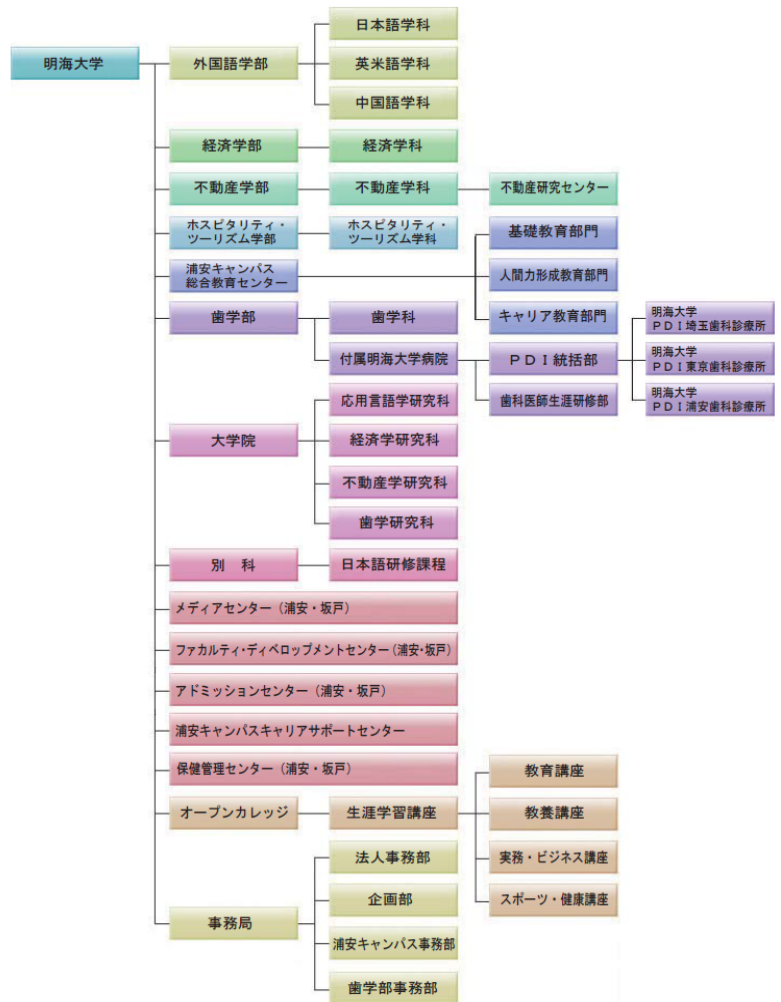 明海大学
外国語学部
日本語学科
英米語学科
中国語学科
経済学部
経済学科
不動産学部
不動産学科
不動産研究センター
ホスピタリティ・
ツーリズム学部
ホスピタリティ・
ツーリズム学科
浦安キャンパス
総合教育センター
基礎教育部門
人間力形成教育部門
キャリア教育部門
歯学部
歯学科
付属明海大学病院
PDI統括部
明海大学
PDI埼玉歯科診療所
明海大学
PDI東京歯科診療所
明海大学
PDI浦安歯科診療所
歯科医師生涯研修部
大学院
応用言語学研究科
経済学研究科
不動産学研究科
歯学研究科
別 科
日本語研修課程
メディアセンター（浦安・坂戸）
ファカルティ・ディベロップメントセンター（浦安・坂戸）
アドミッションセンター（浦安・坂戸）
浦安キャンパスキャリアサポートセンター
保健管理センター（浦安・坂戸）
オープンカレッジ
生涯学習講座
教育講座
教養講座
実務・ビジネス講座
スポーツ・健康講座
事務局
法人事務部
企画部
浦安キャンパス事務部
歯学部事務部